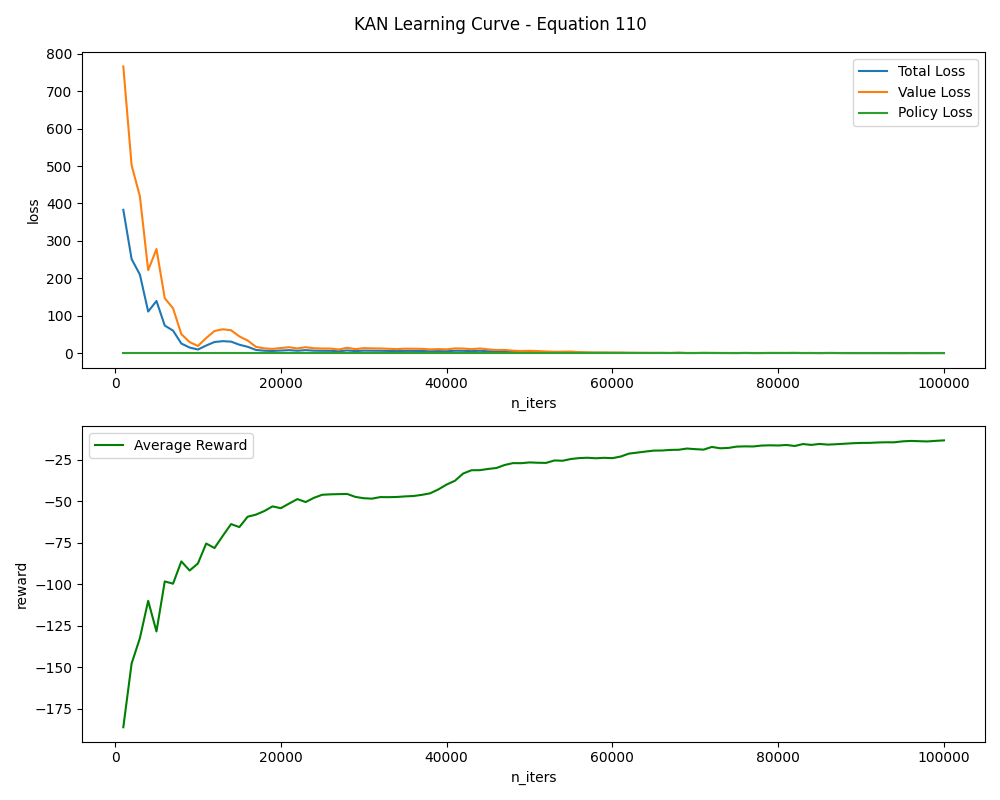 KAN Learning Curve - Equation 110
800
700
600
500
400
300
200
100
0
loss
Total Loss
Value Loss
Policy Loss
0 20000 40000 60000 80000 100000
n_iters
Average Reward
−25
−50
−75
−100
−125
−150
−175
reward
0 20000 40000 60000 80000 100000
n_iters